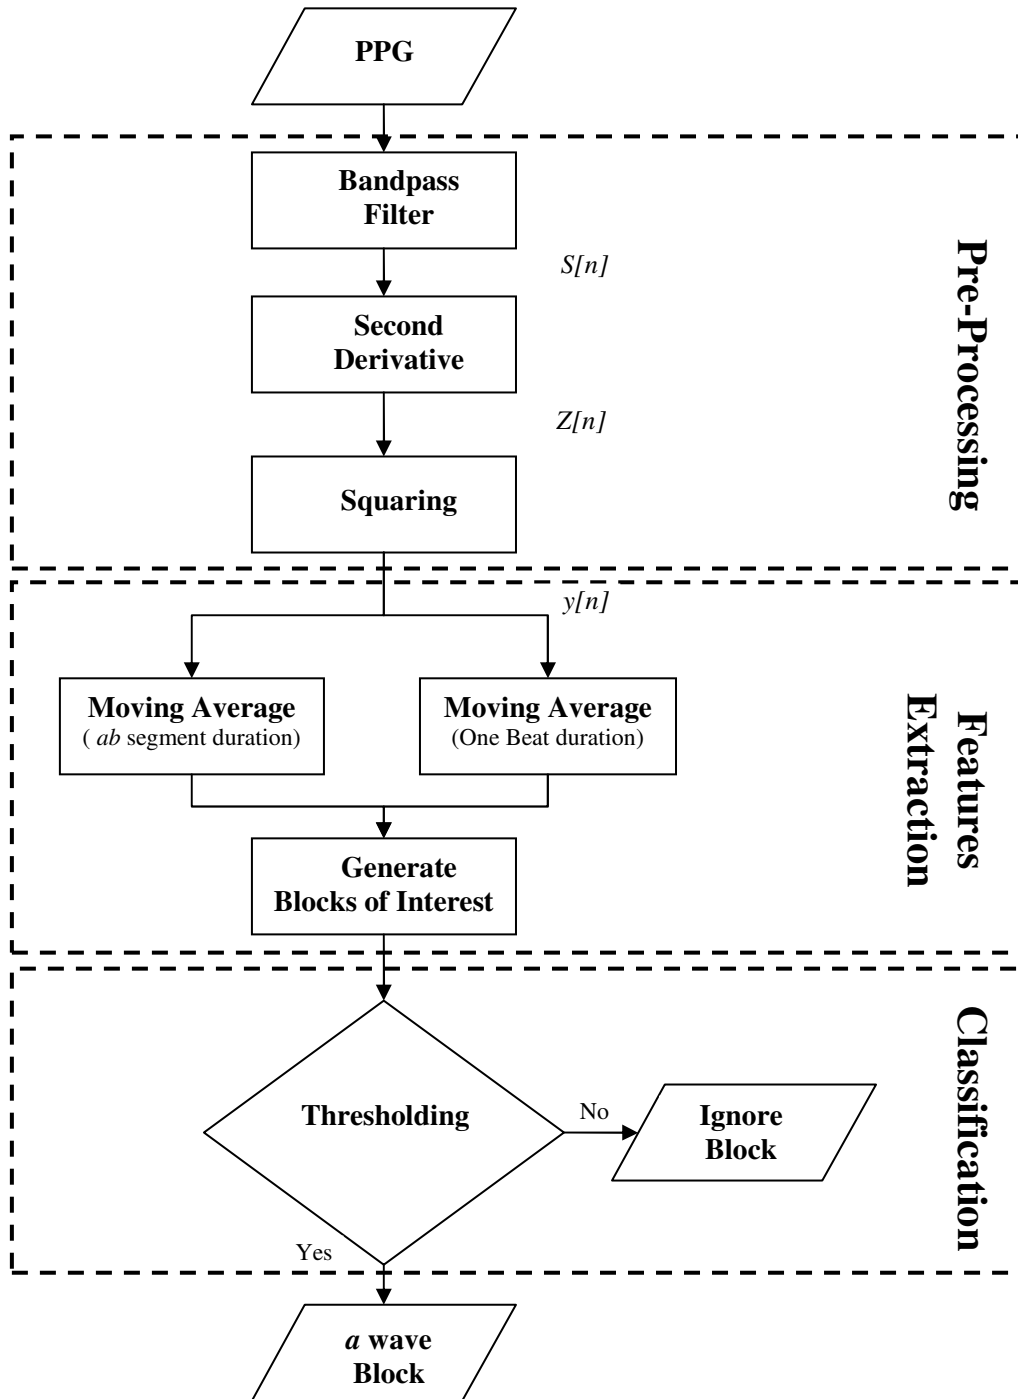 PPG
Bandpass
Filter
S[n]
Second
Derivative
Z[n]
Squaring
Pre-Processing
y[n]
Moving Average
( ab segment duration)
Moving Average
(One Beat duration)
Generate
Blocks of Interest
Features
Extraction
Thresholding
No
Ignore
Block
Yes
Classification
a wave
Block